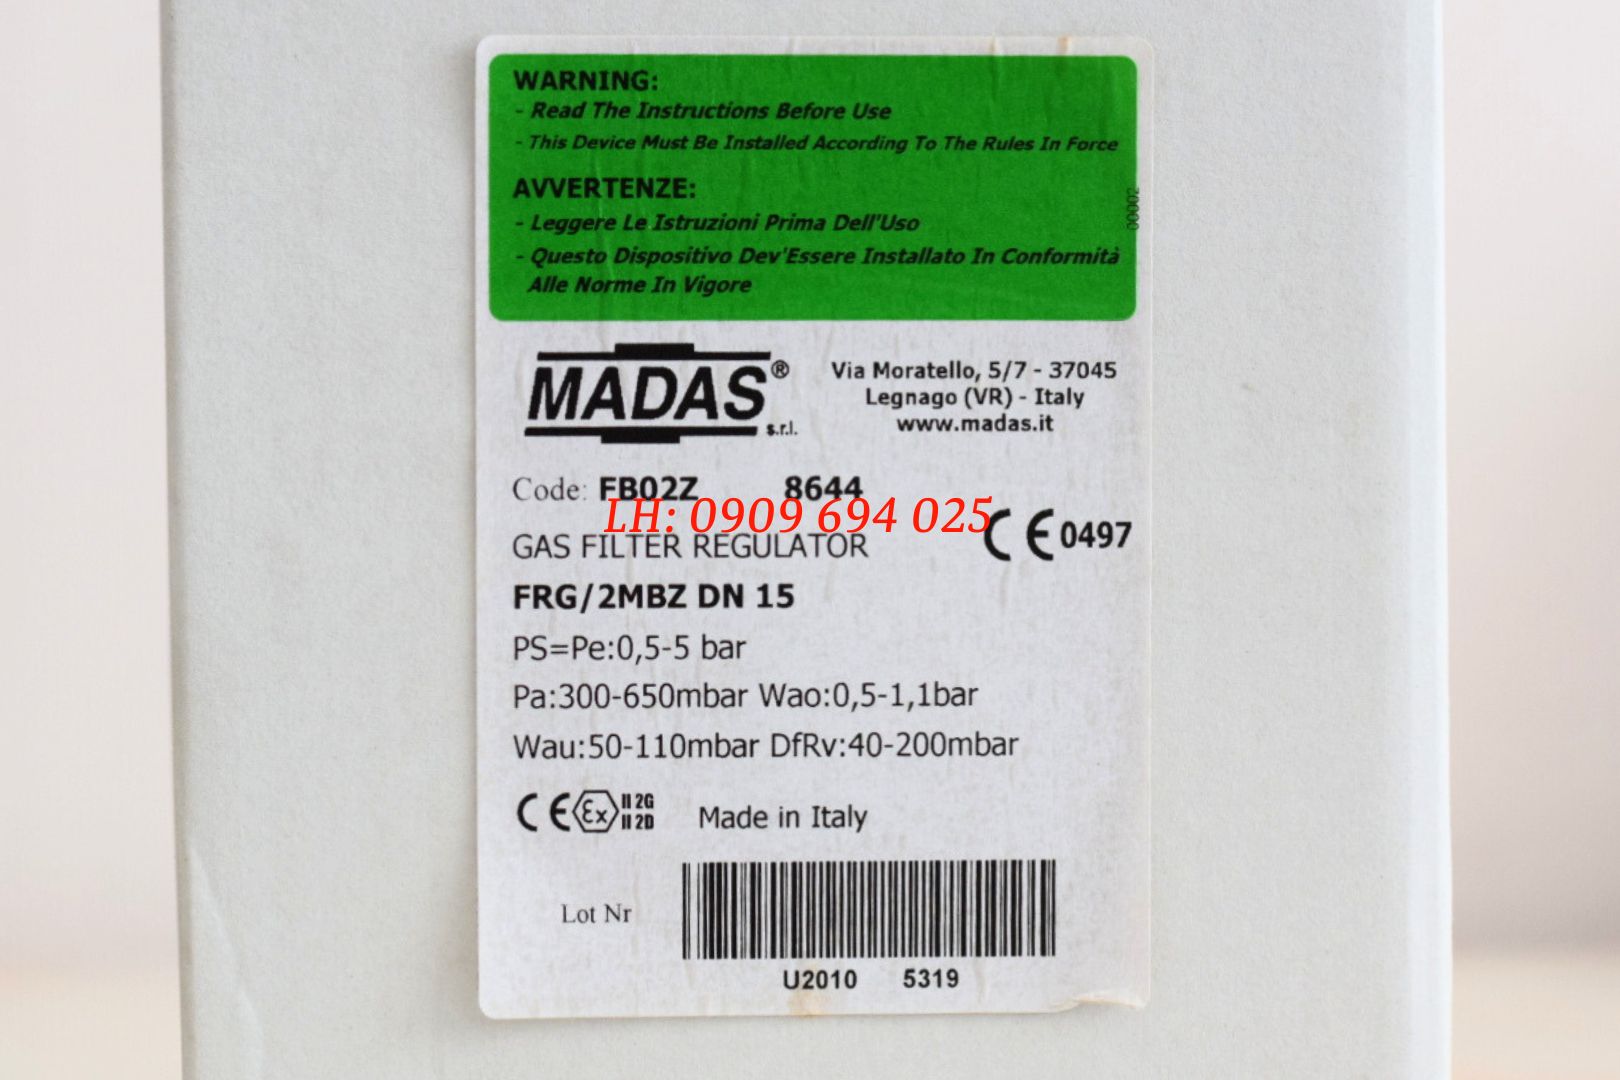 WARNING:
- Read The Instructions Before Use
- This Device Must Be Installed According To The Rules In Force
AVVERTENZE:
- Leggere Le Istruzioni Prima Dell'Uso
- Questo Dispositivo Dev'Essere Installato In Conformità
Alle Norme In Vigore
00002
MADAS® s.r.l.
Via Moratello, 5/7 - 37045
Legnago (VR) - Italy
www.madas.it
Code: FB02Z 8644
LH: 0909 694 025
CE 0497
GAS FILTER REGULATOR
FRG/2MBZ DN 15
PS=Pe:0,5-5 bar
Pa:300-650mbar Wao:0,5-1,1bar
Wau:50-110mbar DfRv:40-200mbar
CE Ex II 2G
II 2D
Made in Italy
Lot Nr
U2010 5319